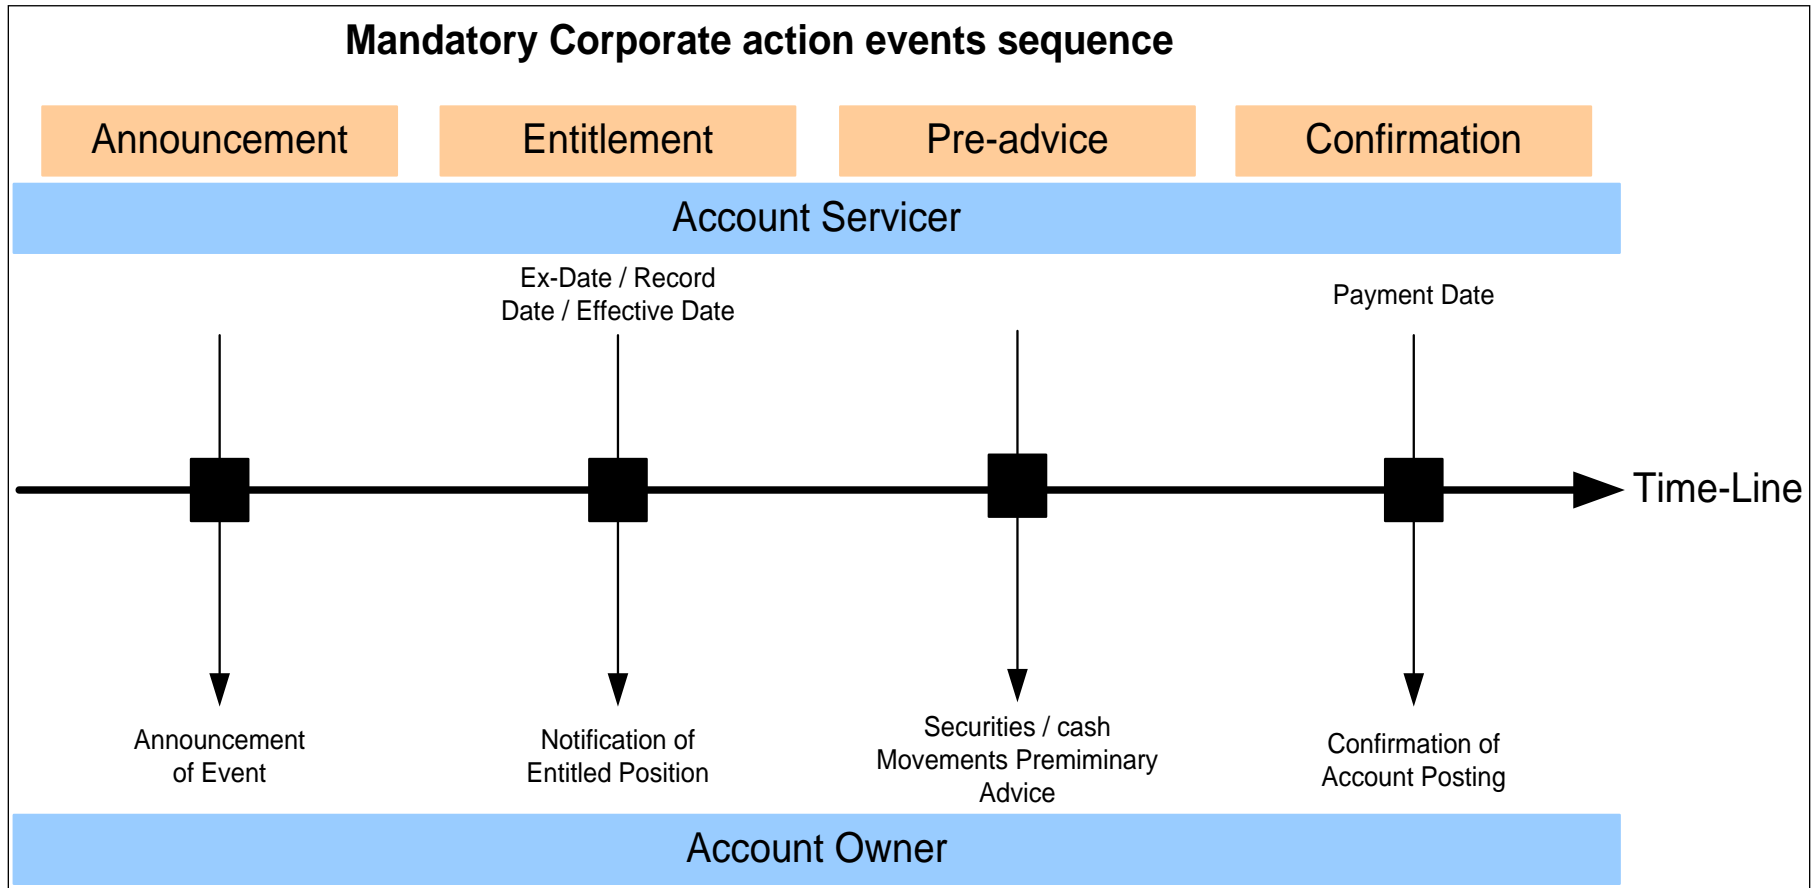 Mandatory Corporate action events sequence
Announcement
Entitlement
Pre-advice
Confirmation
Account Servicer
Ex-Date / Record
Date / Effective Date
Payment Date
Time-Line
Announcement
of Event
Notification of
Entitled Position
Securities / cash
Movements Premiminary
Advice
Confirmation of
Account Posting
Account Owner